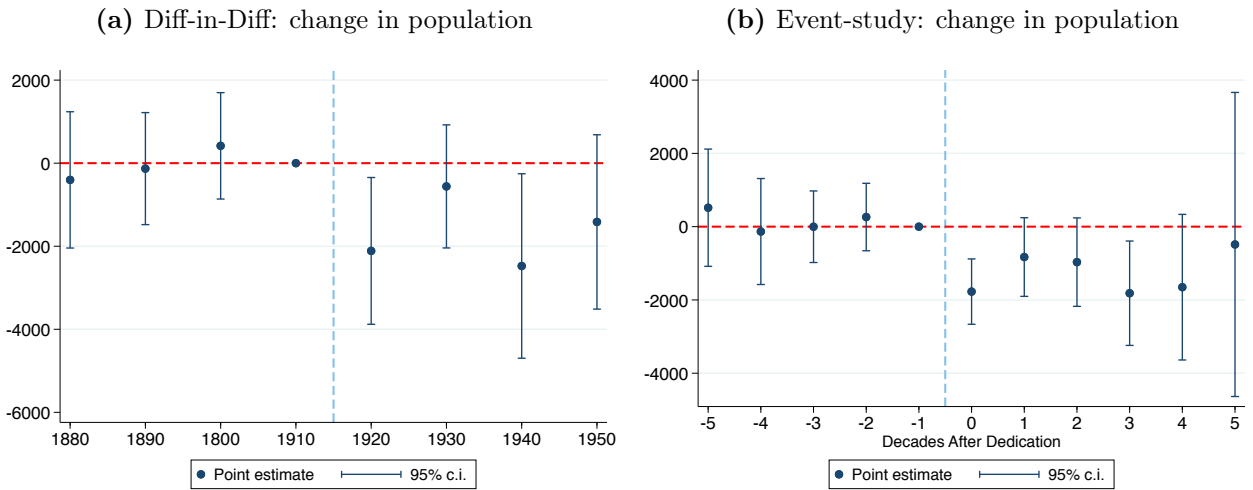 (a) Diff-in-Diff: change in population
2000
0
-2000
-4000
-6000
1880 1890 1800 1910 1920 1930 1940 1950
Point estimate 95% c.i.
(b) Event-study: change in population
4000
2000
0
-2000
-4000
-5 -4 -3 -2 -1 0 1 2 3 4 5
Decades After Dedication
Point estimate 95% c.i.